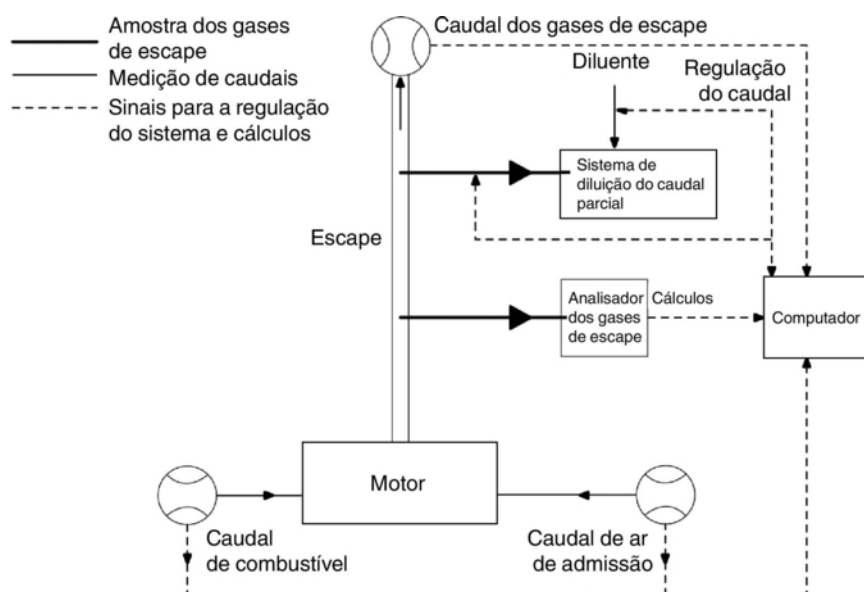 Amostra dos gases
de escape
Medição de caudais
Sinais para a regulação
do sistema e cálculos
Caudal dos gases de escape
Diluente
Regulação
do caudal
Sistema de
diluição do caudal
parcial
Escape
Analisador
dos gases
de escape
Cálculos
Computador
Motor
Caudal
de combustível
Caudal de ar
de admissão